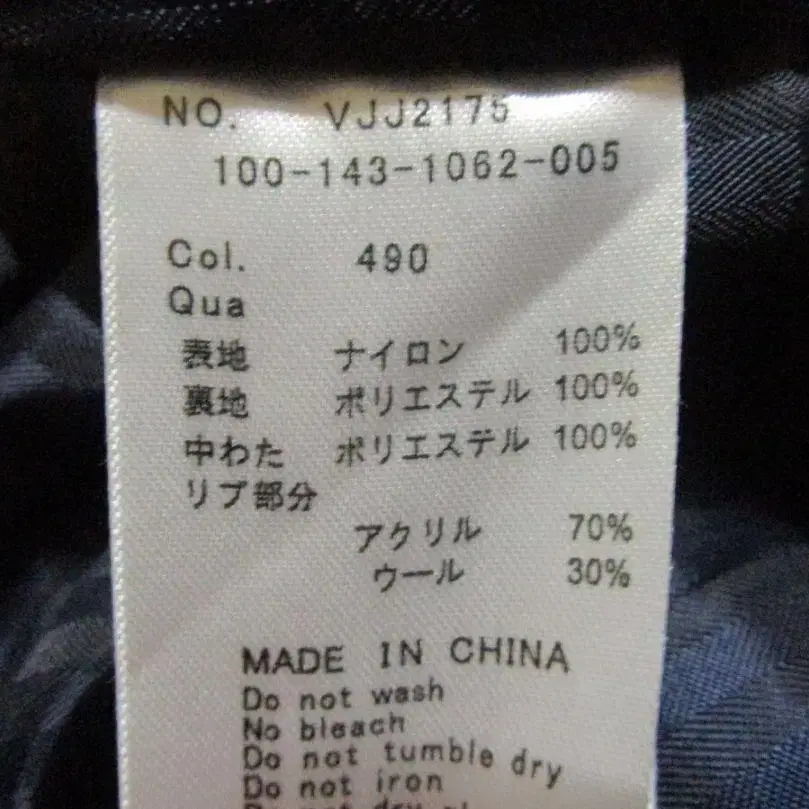 NO. VJJ2175
100-143-1062-005
Col. 490
Qua
表地 ナイロン 100%
裏地 ポリエステル 100%
中わた ポリエステル 100%
リブ部分
アクリル 70%
ウール 30%
MADE IN CHINA
Do not wash
No bleach
Do not tumble dry
Do not iron
Do not dry